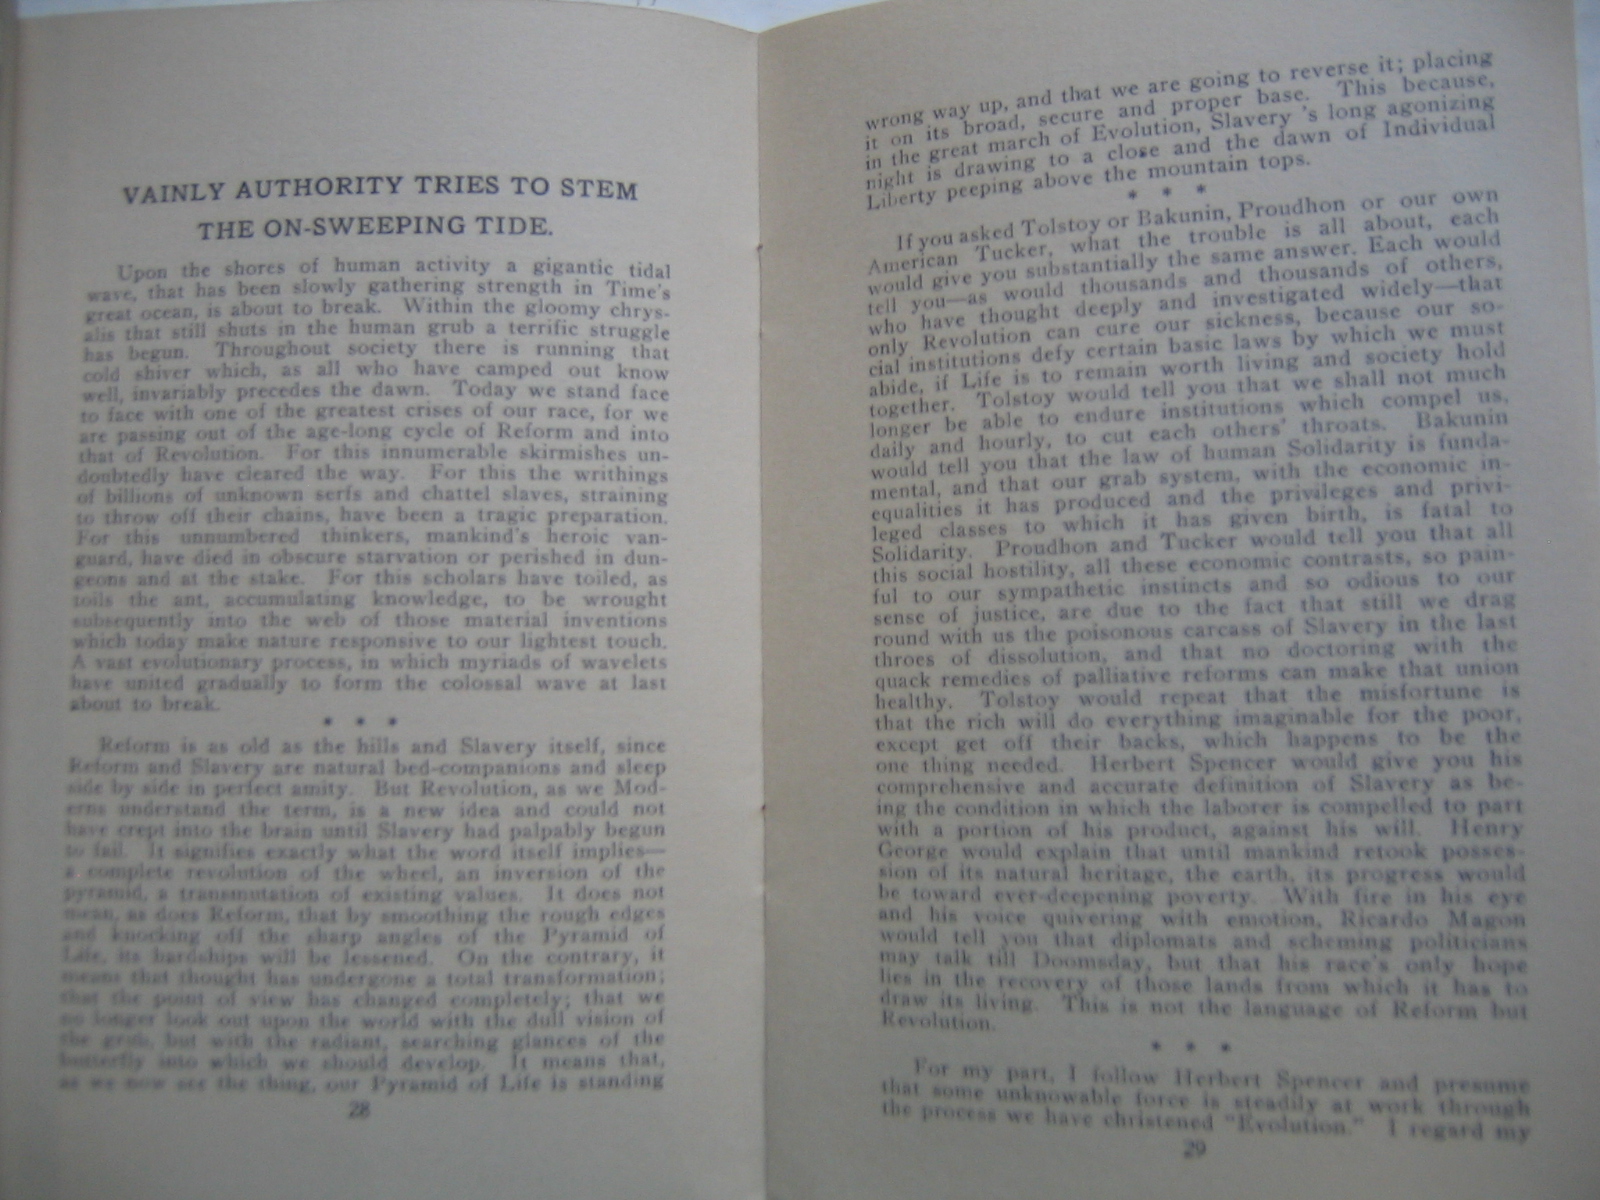 VAINLY AUTHORITY TRIES TO STEM
THE ON-SWEEPING TIDE.
Upon the shores of human activity a gigantic tidal
wave, that has been slowly gathering strength in Time's
great ocean, is about to break. Within the gloomy chrys-
alis that still shuts in the human grub a terrific struggle
has begun. Throughout society there is running that
cold shiver which, as all who have camped out know
well, invariably precedes the dawn. Today we stand face
to face with one of the greatest crises of our race, for we
are passing out of the age-long cycle of Reform and into
that of Revolution. For this innumerable skirmishes un-
doubtedly have cleared the way. For this the writhings
of billions of unknown serfs and chattel slaves, straining
to throw off their chains, have been a tragic preparation.
For this unnumbered thinkers, mankind's heroic van-
guard, have died in obscure starvation or perished in dun-
geons and at the stake. For this scholars have toiled, as
toils the ant, accumulating knowledge, to be wrought
subsequently into the web of those material inventions
which today make nature responsive to our lightest touch.
A vast evolutionary process, in which myriads of wavelets
have united gradually to form the colossal wave at last
about to break.
* * *
Reform is as old as the hills and Slavery itself, since
Reform and Slavery are natural bed-companions and sleep
side by side in perfect amity. But Revolution, as we Mod-
erns understand the term, is a new idea and could not
have crept into the brain until Slavery had palpably begun
to fail. It signifies exactly what the word itself implies—
a complete revolution of the wheel, an inversion of the
pyramid, a transmutation of existing values. It does not
mean, as does Reform, that by smoothing the rough edges
and knocking off the sharp angles of the Pyramid of
Life, its hardships will be lessened. On the contrary, it
means that thought has undergone a total transformation;
that the point of view has changed completely; that we
no longer look out upon the world with the dull vision of
the grub, but with the radiant, searching glances of the
butterfly into which we should develop. It means that,
as we now see the thing, our Pyramid of Life is standing
28
wrong way up, and that we are going to reverse it; placing
it on its broad, secure and proper base. This because,
in the great march of Evolution, Slavery 's long agonizing
night is drawing to a close and the dawn of Individual
Liberty peeping above the mountain tops.
* * *
If you asked Tolstoy or Bakunin, Proudhon or our own
American Tucker, what the trouble is all about, each
would give you substantially the same answer. Each would
tell you—as would thousands and thousands of others,
who have thought deeply and investigated widely—that
only Revolution can cure our sickness, because our so-
cial institutions defy certain basic laws by which we must
abide, if Life is to remain worth living and society hold
together. Tolstoy would tell you that we shall not much
longer be able to endure institutions which compel us,
daily and hourly, to cut each others' throats. Bakunin
would tell you that the law of human Solidarity is funda-
mental, and that our grab system, with the economic in-
equalities it has produced and the privileges and privi-
leged classes to which it has given birth, is fatal to
Solidarity. Proudhon and Tucker would tell you that all
this social hostility, all these economic contrasts, so pain-
ful to our sympathetic instincts and so odious to our
sense of justice, are due to the fact that still we drag
round with us the poisonous carcass of Slavery in the last
throes of dissolution, and that no doctoring with the
quack remedies of palliative reforms can make that union
healthy. Tolstoy would repeat that the misfortune is
that the rich will do everything imaginable for the poor,
except get off their backs, which happens to be the
one thing needed. Herbert Spencer would give you his
comprehensive and accurate definition of Slavery as be-
ing the condition in which the laborer is compelled to part
with a portion of his product, against his will. Henry
George would explain that until mankind retook posses-
sion of its natural heritage, the earth, its progress would
be toward ever-deepening poverty. With fire in his eye
and his voice quivering with emotion, Ricardo Magon
would tell you that diplomats and scheming politicians
may talk till Doomsday, but that his race's only hope
lies in the recovery of those lands from which it has to
draw its living. This is not the language of Reform but
Revolution.
* * *
For my part, I follow Herbert Spencer and presume
that some unknowable force is steadily at work through
the process we have christened "Evolution." I regard my
29